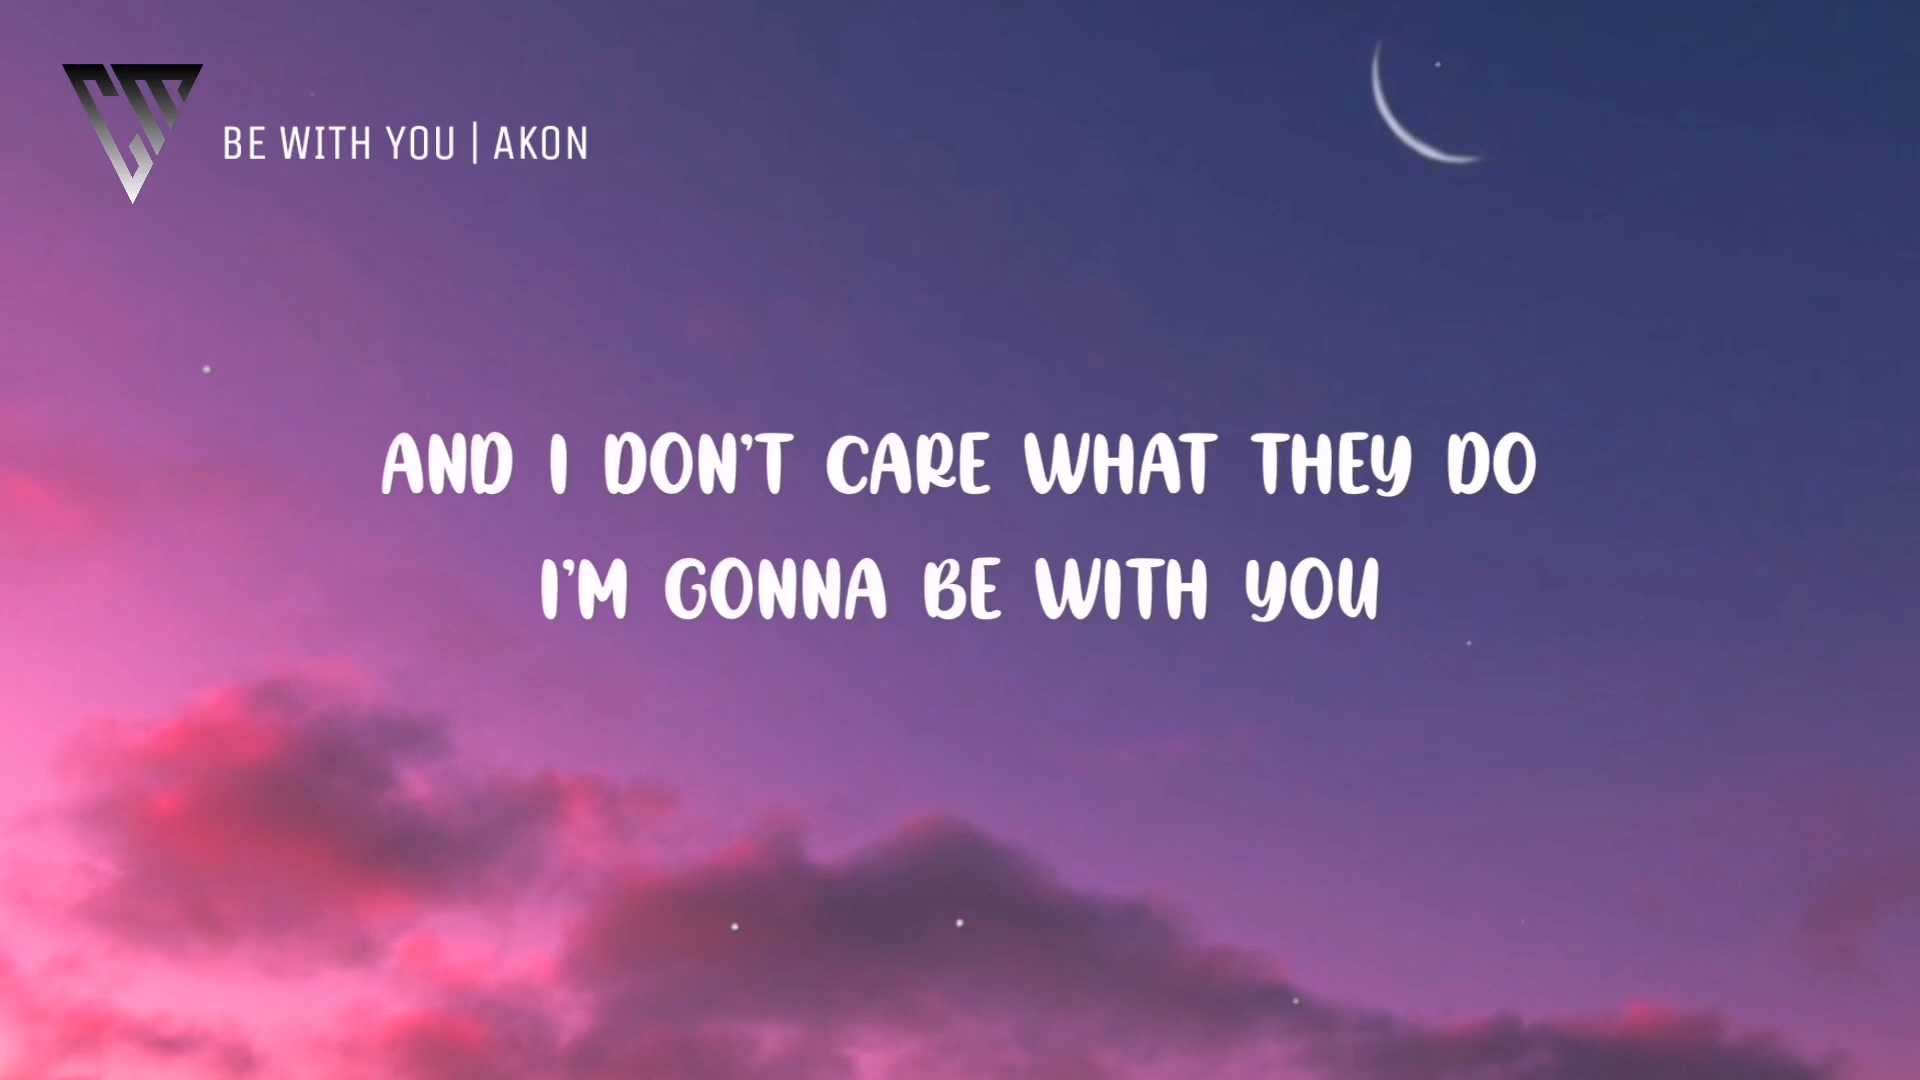 BE WITH YOU | AKON
AND I DON'T CARE WHAT THEY DO
I'M GONNA BE WITH YOU